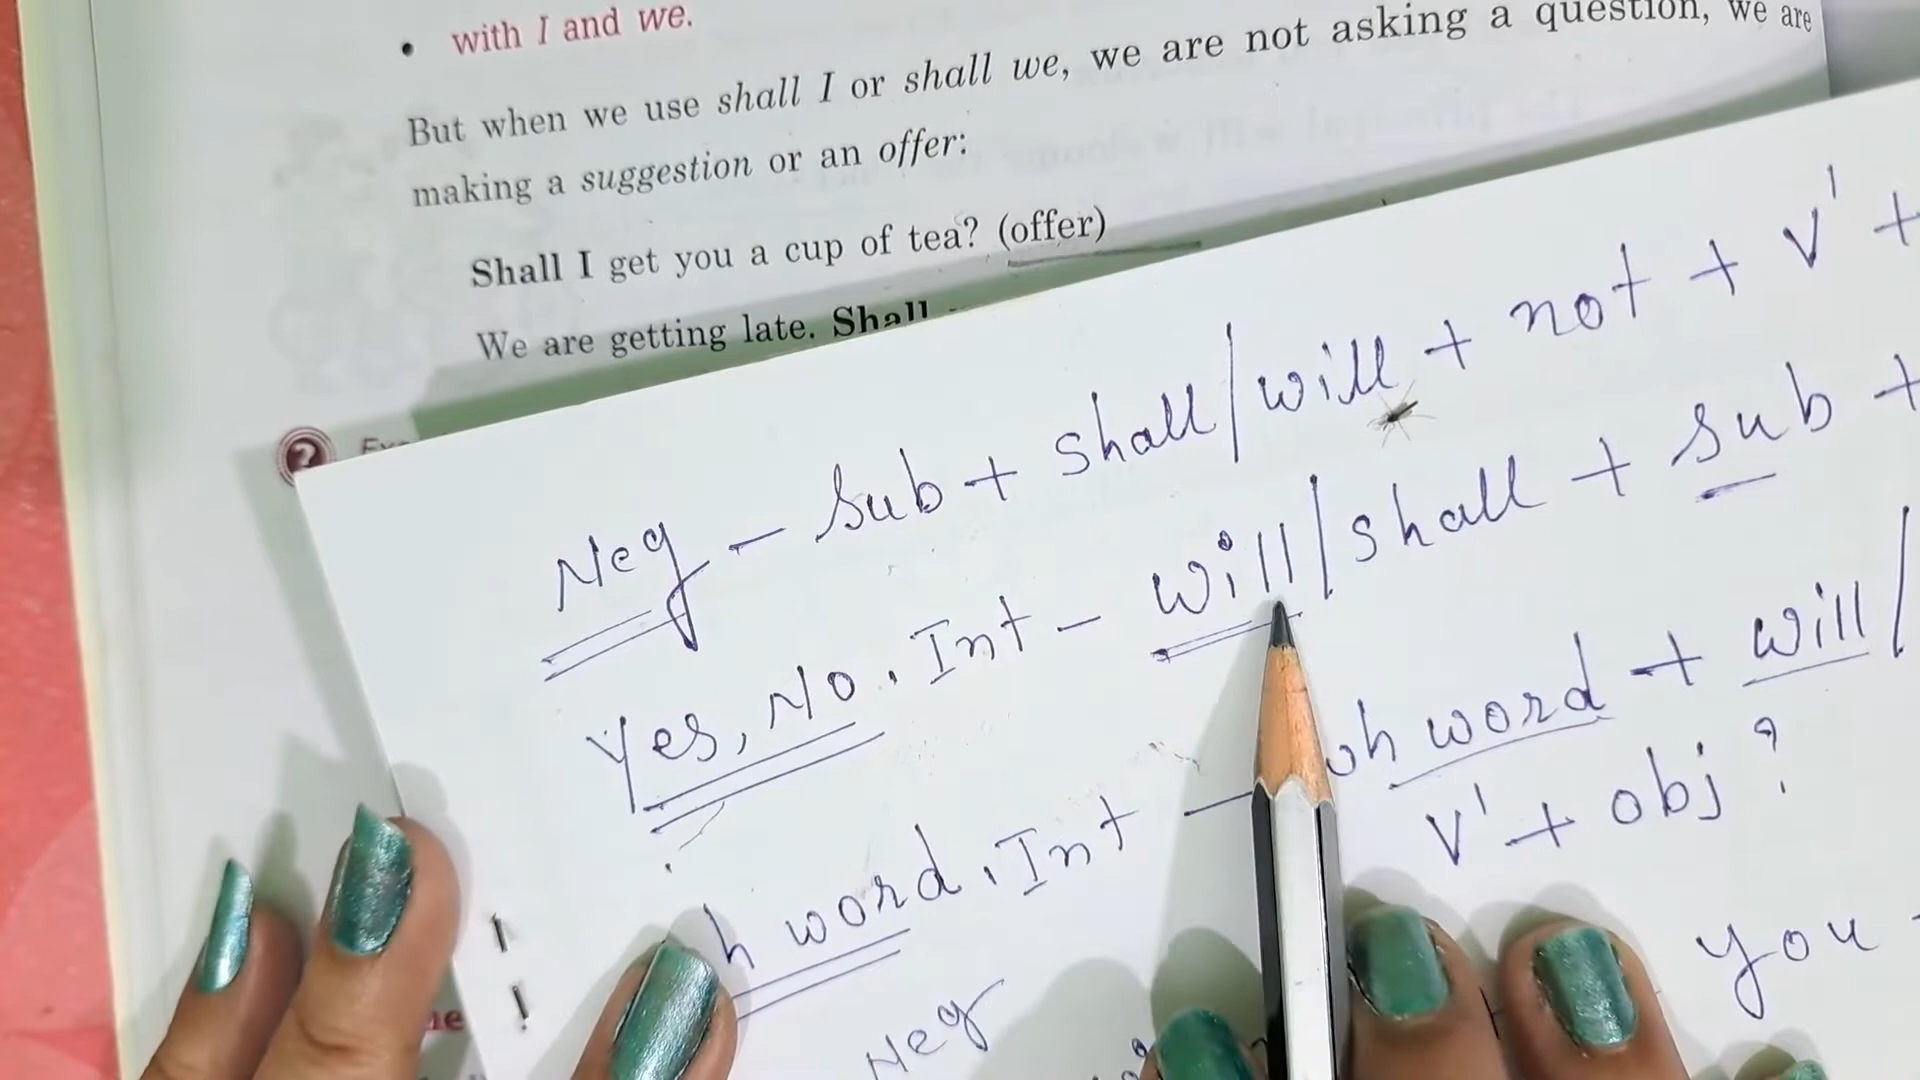 • with I and we.
But when we use shall I or shall we, we are not asking a question, we are
making a suggestion or an offer:
Shall I get you a cup of tea? (offer)
We are getting late. Shall
Neg - Sub + Shall/will + not + V¹ +
Yes, No. Int - will/shall + sub +
h word. Int - wh word + will/
V¹ + obj ?
Neg
you